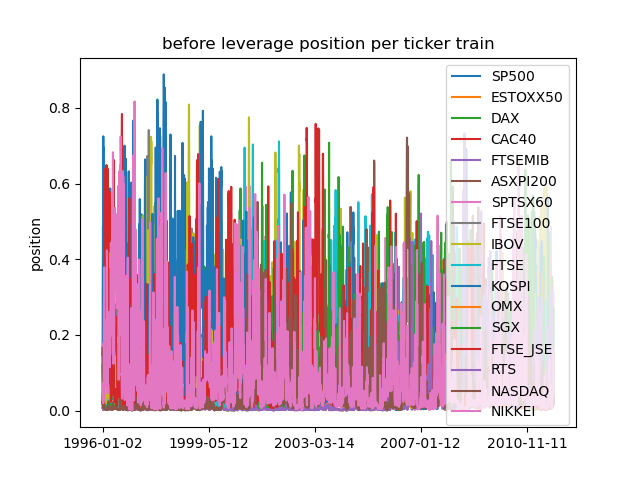 before leverage position per ticker train
position
0.8
0.6
0.4
0.2
0.0
1996-01-02 1999-05-12 2003-03-14 2007-01-12 2010-11-11
SP500
ESTOXX50
DAX
CAC40
FTSEMIB
ASXPI200
SPTSX60
FTSE100
IBOV
FTSE
KOSPI
OMX
SGX
FTSE_JSE
RTS
NASDAQ
NIKKEI